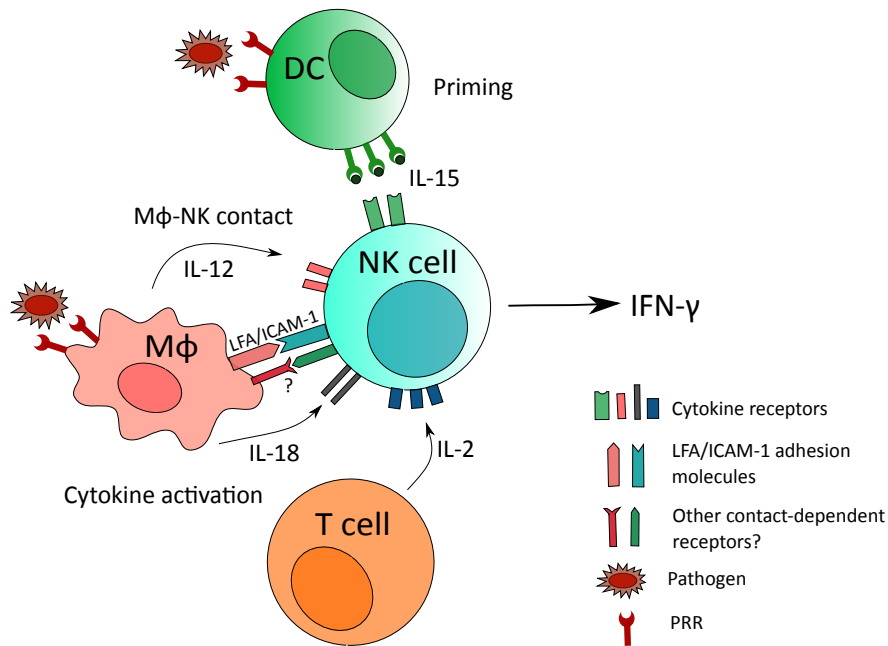 DC
Priming
IL-15
Mϕ-NK contact
IL-12
NK cell
IFN-γ
LFA/ICAM-1
Mϕ
?
IL-18
IL-2
Cytokine activation
T cell
Cytokine receptors
LFA/ICAM-1 adhesion
molecules
Other contact-dependent
receptors?
Pathogen
PRR